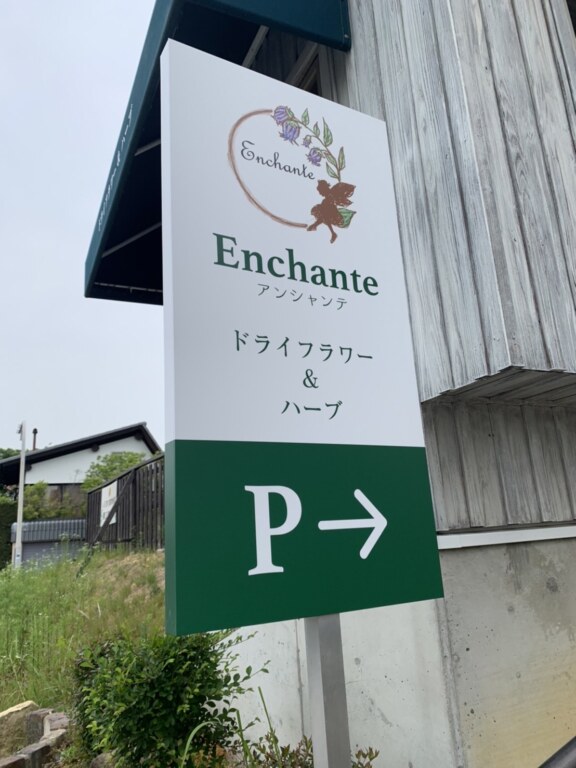 Enchante
Enchante
アンシャンテ
ドライフラワー
&
ハーブ
P→